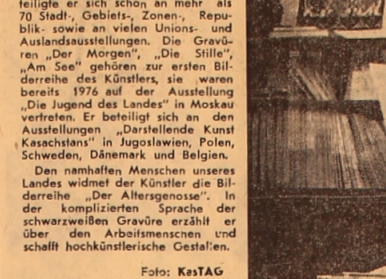 teiligte er sich schon an mehr als
70 Stadt-, Gebiets-, Zonen-, Repu-
blik- sowie an vielen Unions- und
Auslandsausstellungen. Die Gravü-
ren „Der Morgen", „Die Stille",
„Am See" gehören zur ersten Bil-
derreihe des Künstlers, sie waren
bereits 1976 auf der Ausstellung
„Die Jugend des Landes" in Moskau
vertreten. Er beteiligt sich an den
Ausstellungen „Darstellende Kunst
Kasachstans" in Jugoslawien, Polen,
Schweden, Dänemark und Belgien.
Den namhaften Menschen unseres
Landes widmet der Künstler die Bil-
derreihe „Der Altersgenosse". In
der komplizierten Sprache der
schwarzweißen Gravüre erzählt er
über den Arbeitsmenschen und
schafft hochkünstlerische Gestalten.
Foto: KasTAG